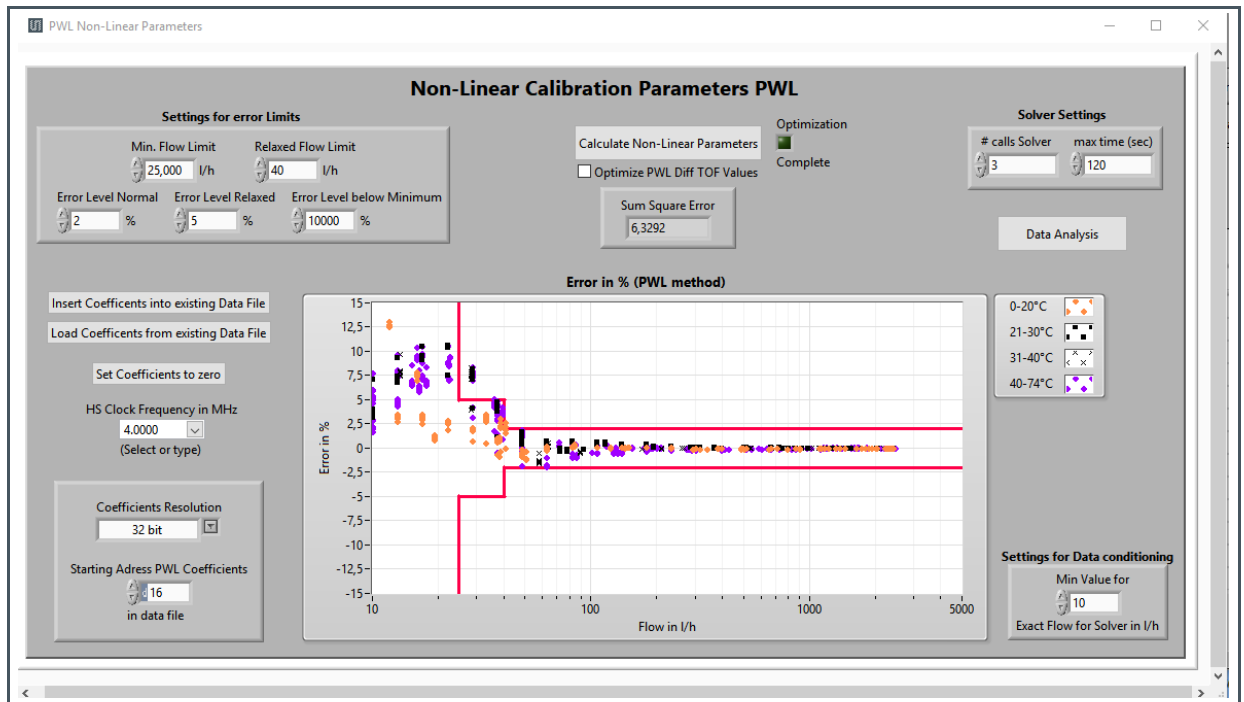 PWL Non-Linear Parameters
Non-Linear Calibration Parameters PWL
Settings for error Limits
Min. Flow Limit
25,000 l/h
Relaxed Flow Limit
40 l/h
Error Level Normal
2 %
Error Level Relaxed
5 %
Error Level below Minimum
10000 %
Calculate Non-Linear Parameters
Optimize PWL Diff TOF Values
Optimization
Complete
Sum Square Error
6,3292
Solver Settings
# calls Solver
3
max time (sec)
120
Data Analysis
Insert Coefficents into existing Data File
Load Coefficents from existing Data File
Set Coefficients to zero
HS Clock Frequency in MHz
4.0000
(Select or type)
Coefficients Resolution
32 bit
Starting Adress PWL Coefficients
16
in data file
Error in % (PWL method)
Error in %
15
12,5
10
7,5
5
2,5
0
-2,5
-5
-7,5
-10
-12,5
-15
10
100
1000
5000
Flow in l/h
0-20°C
21-30°C
31-40°C
40-74°C
Settings for Data conditioning
Min Value for
10
Exact Flow for Solver in l/h